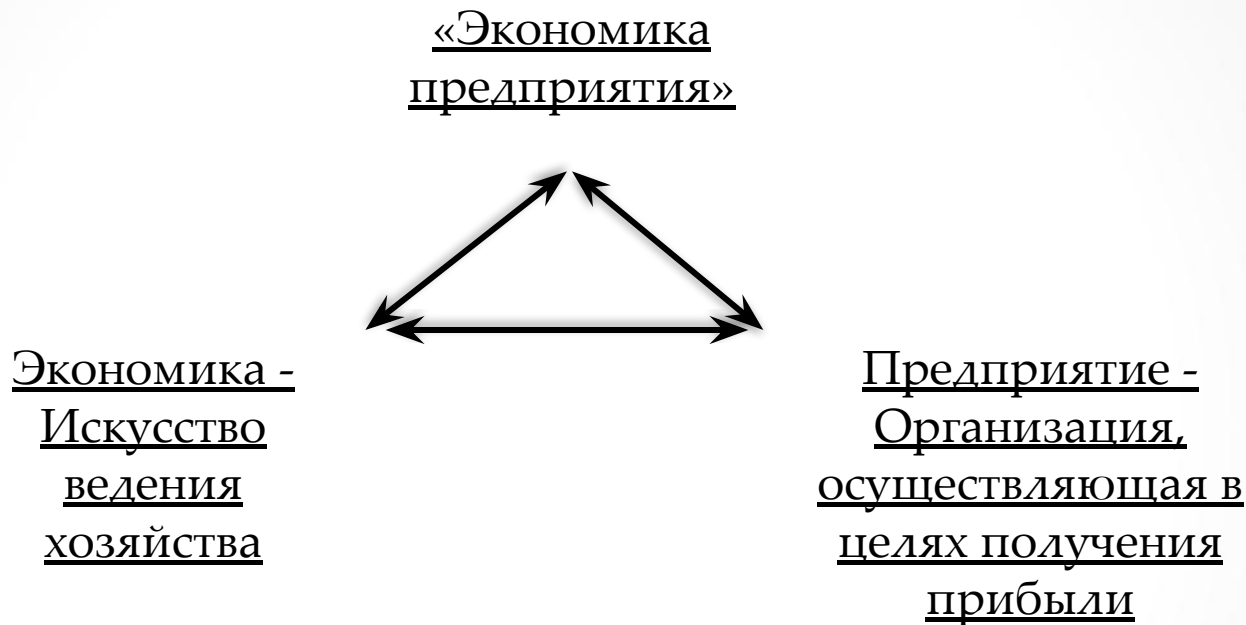 «Экономика
предприятия»
Экономика -
Искусство
ведения
хозяйства
Предприятие -
Организация,
осуществляющая в
целях получения
прибыли